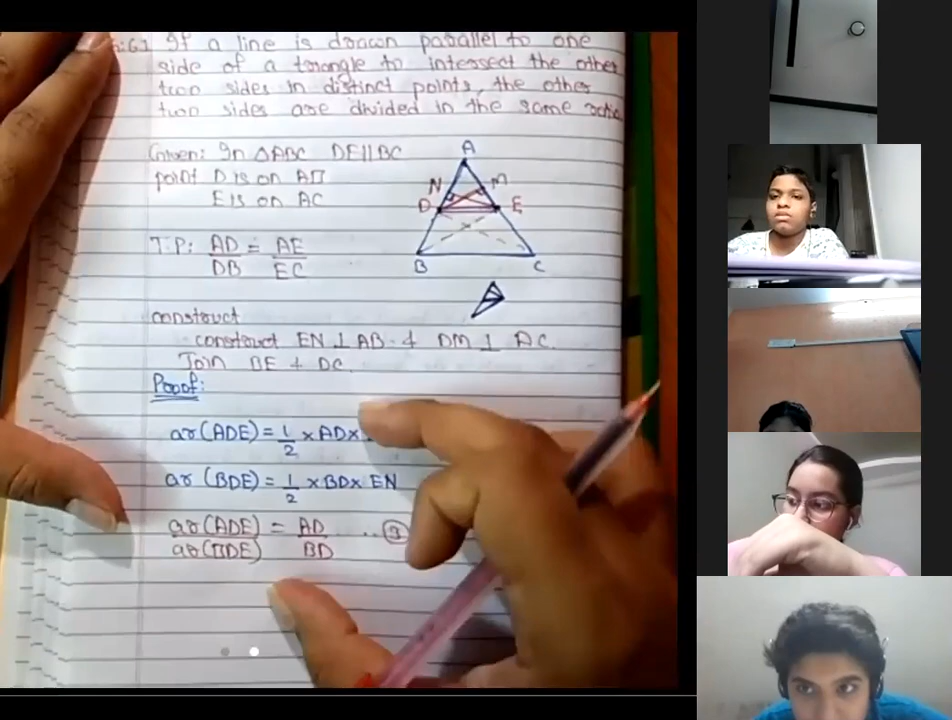 If a line is drawn parallel to one
side of a triangle to intersect the other
two sides in distinct points, the other
two sides are divided in the same ratio
Given: In △ABC DE||BC
point D is on AB
E is on AC
T.P: AD/DB = AE/EC
A
N
M
D
E
B
C
construct
construct EN ⊥ AB & DM ⊥ AC.
Join BE & DC.
Proof:
ar(ADE) = 1/2 × AD ×
ar(BDE) = 1/2 × BD × EN
ar(ADE)/ar(BDE) = AD/BD ...③